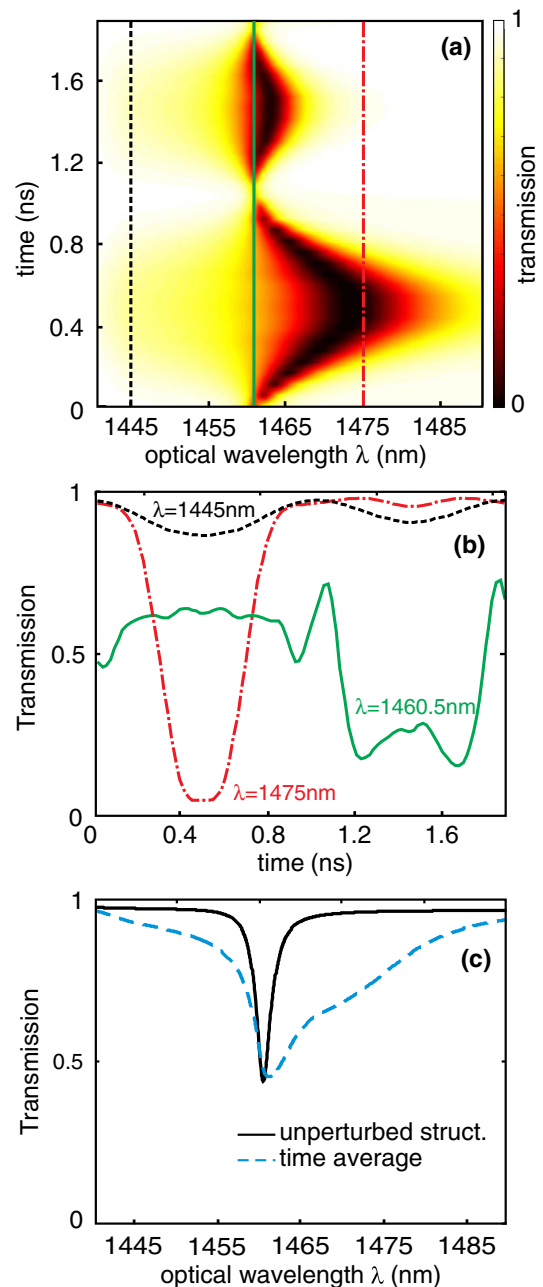 (a)
1
1.6
1.2
0.8
0.4
0
time (ns)
transmission
0
1445 1455 1465 1475 1485
optical wavelength λ (nm)
1
0.5
0
Transmission
(b)
λ=1445nm
λ=1460.5nm
λ=1475nm
0 0.4 0.8 1.2 1.6
time (ns)
1
0.5
0
Transmission
(c)
unperturbed struct.
time average
1445 1455 1465 1475 1485
optical wavelength λ (nm)